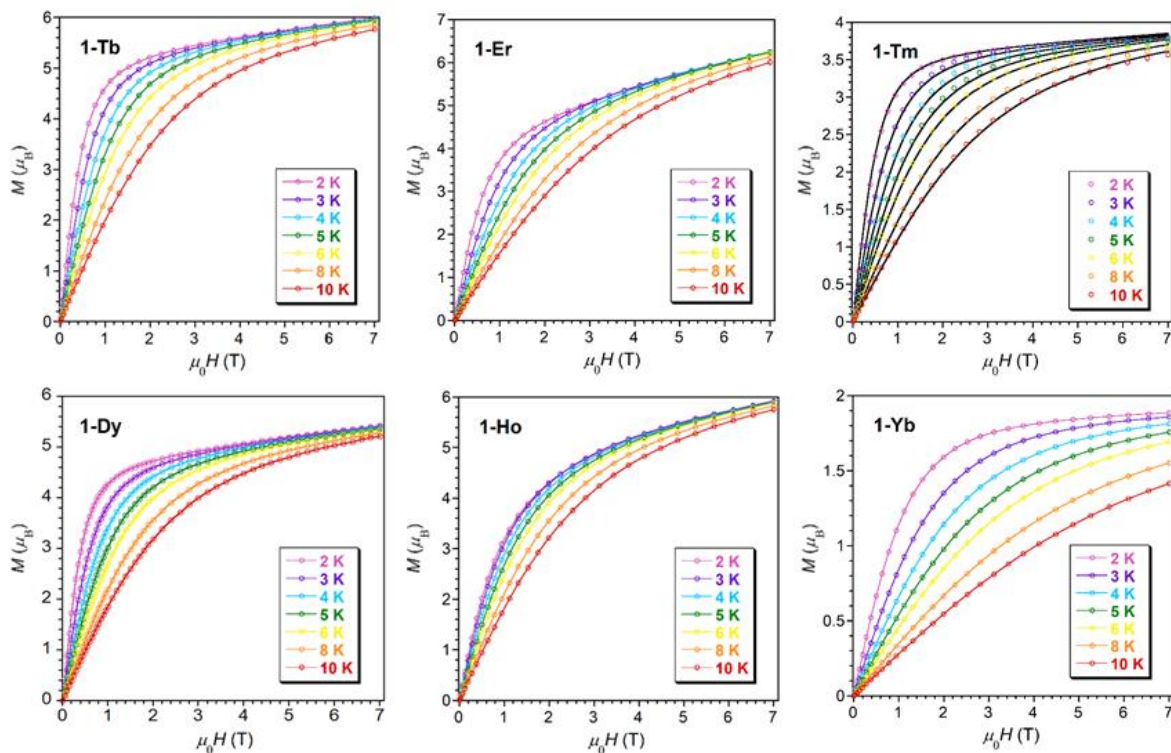 6
5
4
3
2
1
0
M (μB)
1-Tb
2 K
3 K
4 K
5 K
6 K
8 K
10 K
0 1 2 3 4 5 6 7
μ0H (T)
7
6
5
4
3
2
1
0
M (μB)
1-Er
2 K
3 K
4 K
5 K
6 K
8 K
10 K
0 1 2 3 4 5 6 7
μ0H (T)
4
3.5
3
2.5
2
1.5
1
0.5
0
M (μB)
1-Tm
2 K
3 K
4 K
5 K
6 K
8 K
10 K
0 1 2 3 4 5 6 7
μ0H (T)
6
5
4
3
2
1
0
M (μB)
1-Dy
2 K
3 K
4 K
5 K
6 K
8 K
10 K
0 1 2 3 4 5 6 7
μ0H (T)
6
5
4
3
2
1
0
M (μB)
1-Ho
2 K
3 K
4 K
5 K
6 K
8 K
10 K
0 1 2 3 4 5 6 7
μ0H (T)
2
1.5
1
0.5
0
M (μB)
1-Yb
2 K
3 K
4 K
5 K
6 K
8 K
10 K
0 1 2 3 4 5 6 7
μ0H (T)